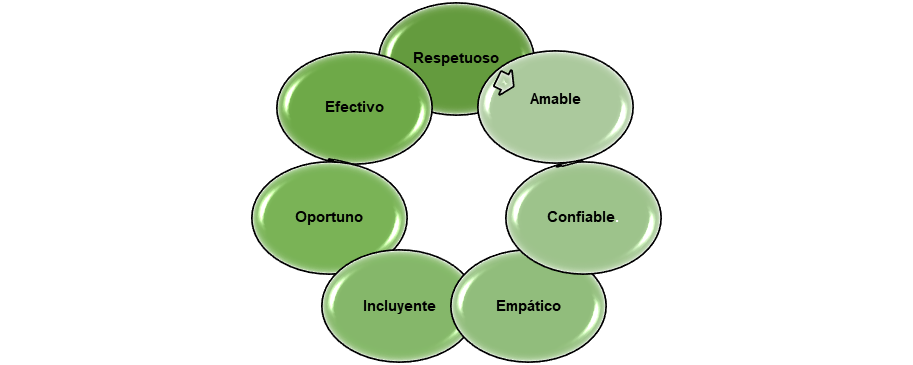 Respetuoso
Amable
Confiable.
Empático
Incluyente
Oportuno
Efectivo